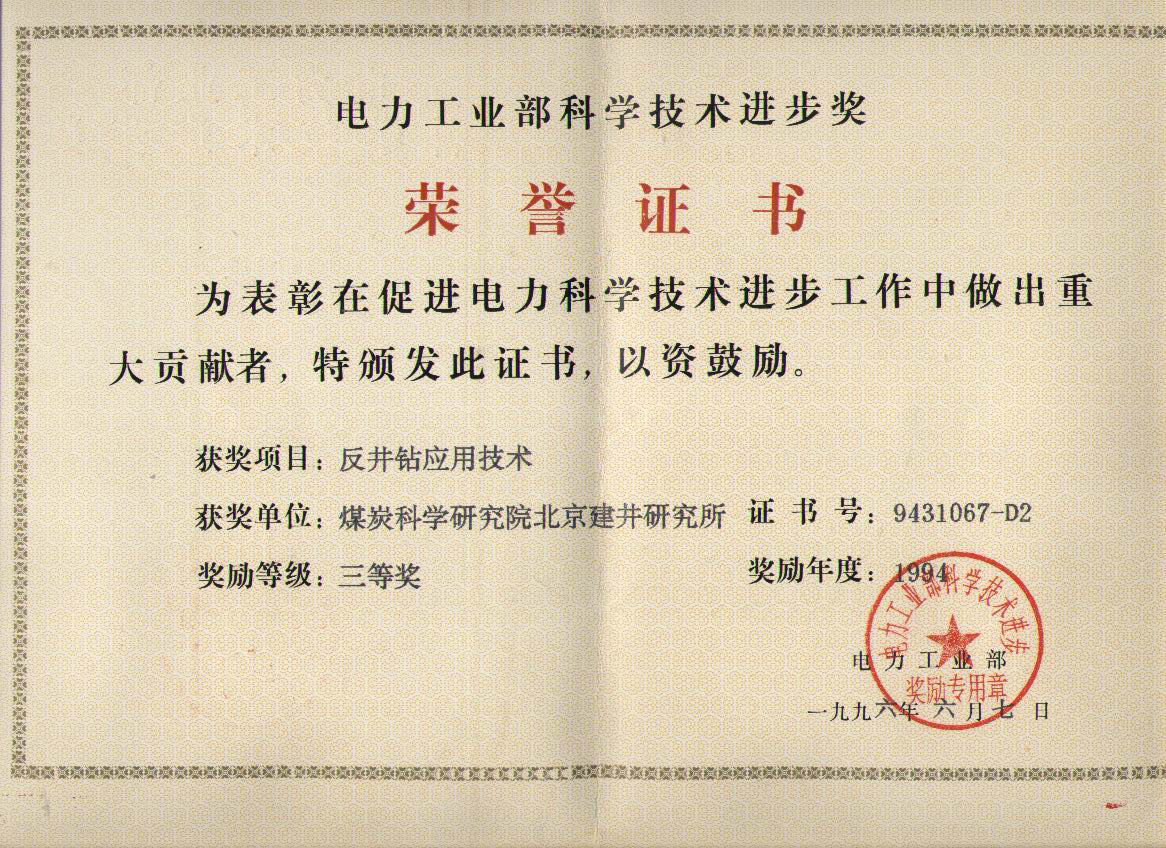 电力工业部科学技术进步奖
荣誉证书
为表彰在促进电力科学技术进步工作中做出重
大贡献者，特颁发此证书，以资鼓励。
获奖项目：反井钻应用技术
获奖单位：煤炭科学研究院北京建井研究所
证书号：9431067-D2
奖励等级：三等奖
奖励年度：1994
电力工业部科学技术进步
奖励专用章
电力工业部
一九九六年六月七日